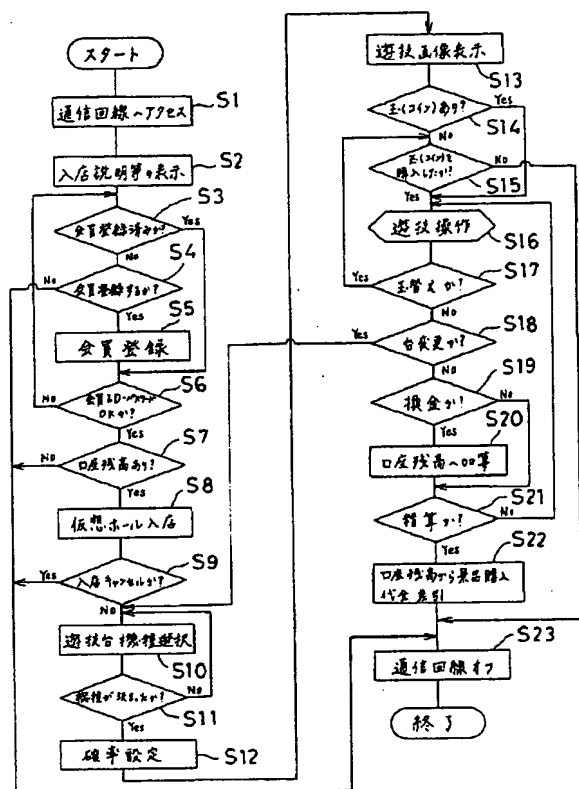 スタート
通信回線へアクセス
S1
入店説明等の表示
S2
S3
会員登録済みか?
Yes
No
S4
No
会員登録するか?
Yes
S5
会員登録
S6
No
会員ID・パスワード
OKか?
Yes
S7
No
口座残高あり?
Yes
S8
仮想ホール入店
S9
Yes
入店キャンセルか?
No
遊技台機種選択
S10
機種が決まったか?
No
S11
Yes
確率設定
S12
遊技画像表示
S13
玉(コイン)あり?
Yes
S14
No
玉(コイン)を
購入したか?
No
S15
Yes
遊技操作
S16
S17
Yes
玉替えか?
No
S18
Yes
台変更か?
No
S19
換金か?
No
S20
Yes
口座残高へ加算
S21
精算か?
No
Yes
S22
口座残高から景品購入
代金差引
S23
通信回線オフ
終了